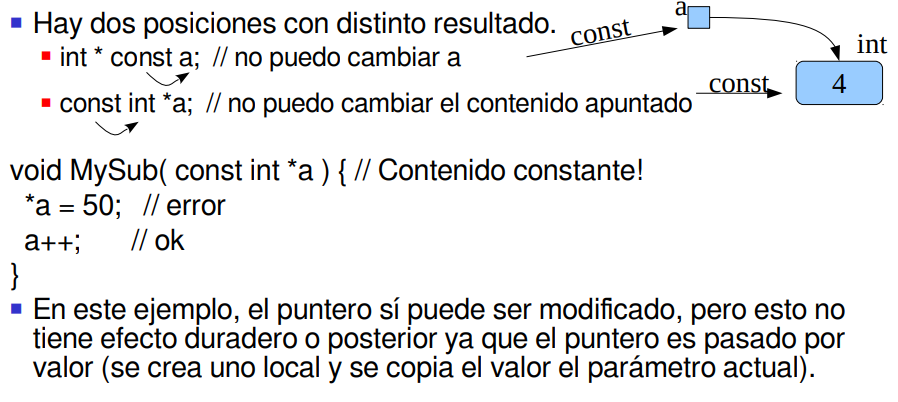 Hay dos posiciones con distinto resultado.
int * const a; // no puedo cambiar a
const int *a; // no puedo cambiar el contenido apuntado
const
a
int
const
4
void MySub( const int *a ) { // Contenido constante!
*a = 50; // error
a++; // ok
}
En este ejemplo, el puntero sí puede ser modificado, pero esto no
tiene efecto duradero o posterior ya que el puntero es pasado por
valor (se crea uno local y se copia el valor el parámetro actual).